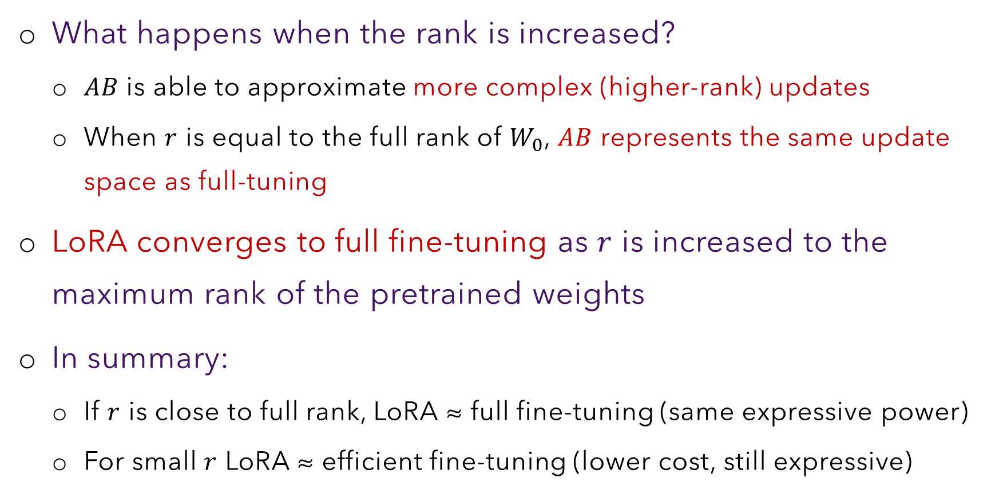 What happens when the rank is increased?
AB is able to approximate more complex (higher-rank) updates
When r is equal to the full rank of W₀, AB represents the same update
space as full-tuning
LoRA converges to full fine-tuning as r is increased to the
maximum rank of the pretrained weights
In summary:
If r is close to full rank, LoRA ≈ full fine-tuning (same expressive power)
For small r LoRA ≈ efficient fine-tuning (lower cost, still expressive)